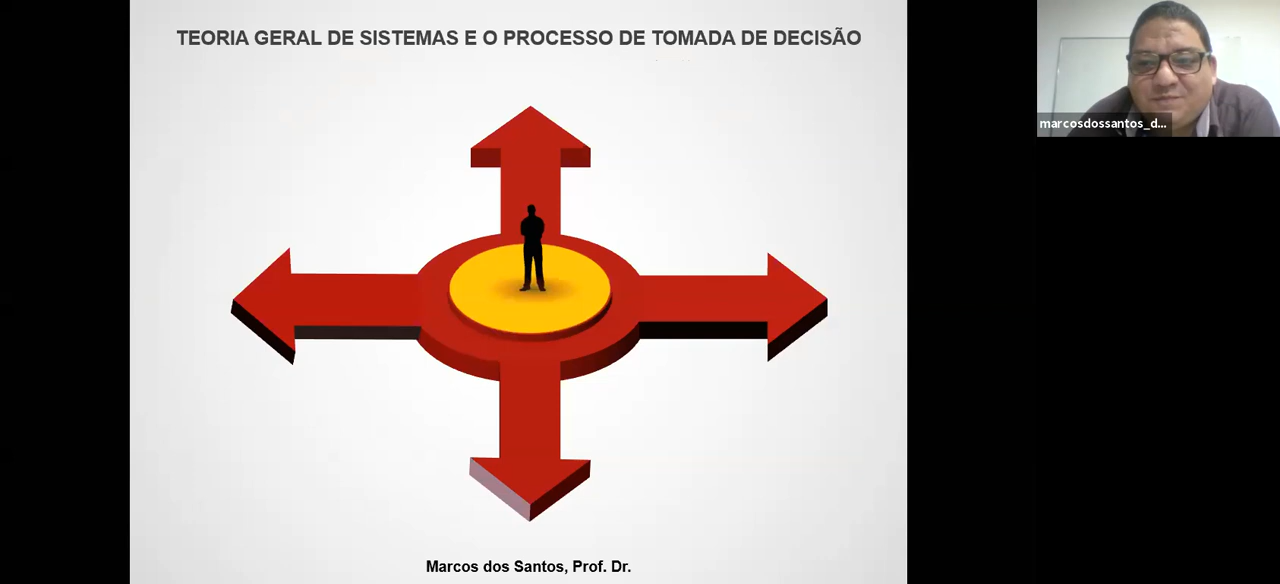 TEORIA GERAL DE SISTEMAS E O PROCESSO DE TOMADA DE DECISÃO
marcosdossantos_d...
Marcos dos Santos, Prof. Dr.